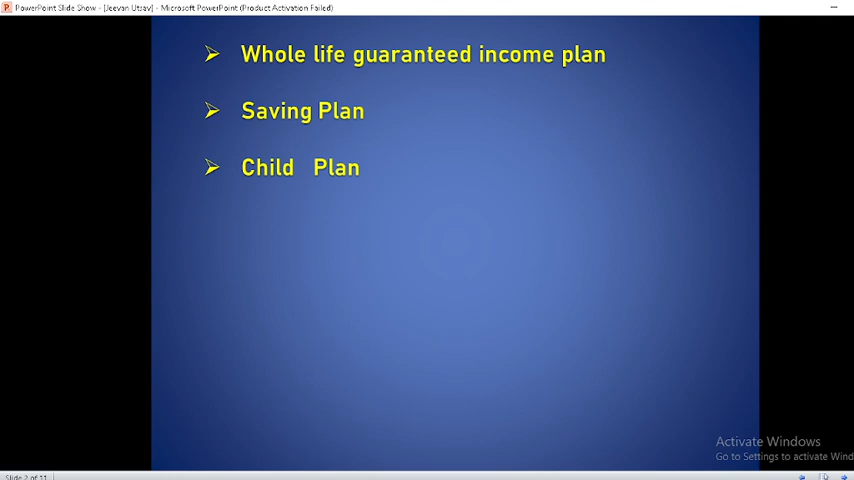 PowerPoint Slide Show - [Jeevan Utsav] - Microsoft PowerPoint (Product Activation Failed)
Whole life guaranteed income plan
Saving Plan
Child Plan
Activate Windows
Go to Settings to activate Wind
Slide 2 of 11